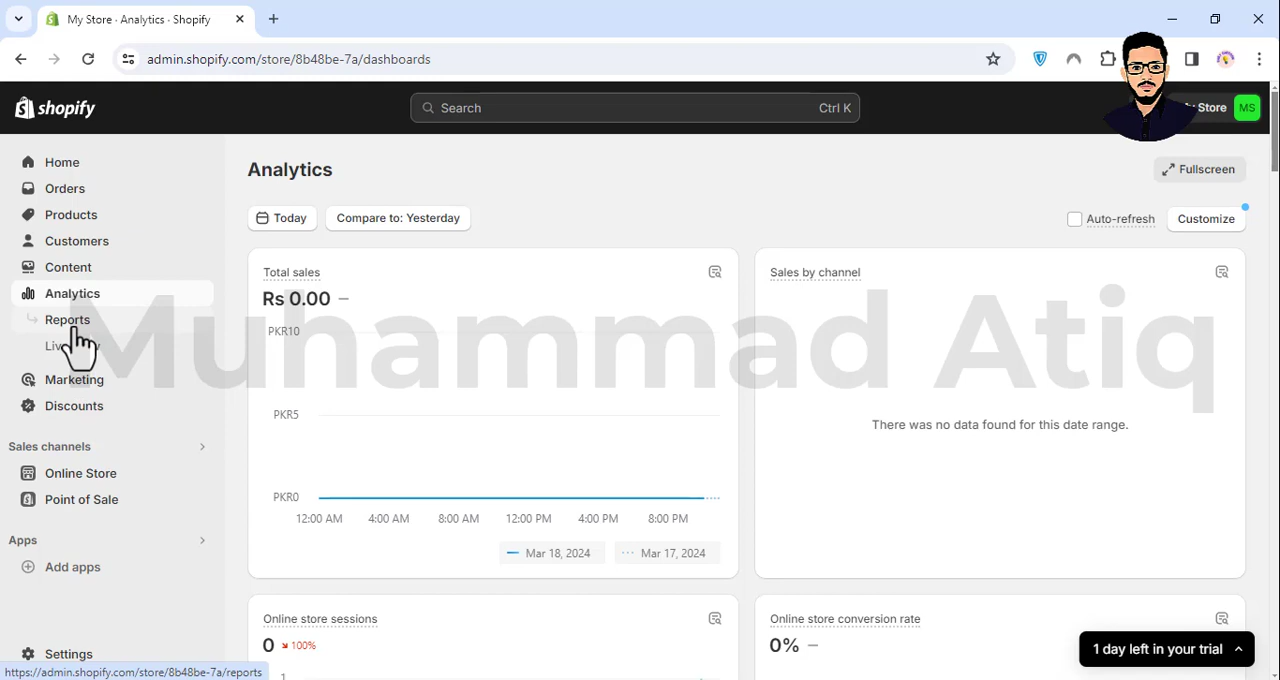 My Store · Analytics · Shopify
admin.shopify.com/store/8b48be-7a/dashboards
shopify
Search
Ctrl K
Store
MS
Home
Orders
Products
Customers
Content
Analytics
Reports
Marketing
Discounts
Sales channels
Online Store
Point of Sale
Apps
Add apps
Settings
https://admin.shopify.com/store/8b48be-7a/reports
Analytics
Fullscreen
Today
Compare to: Yesterday
Auto-refresh
Customize
Total sales
Rs 0.00 —
PKR10
PKR5
PKR0
12:00 AM 4:00 AM 8:00 AM 12:00 PM 4:00 PM 8:00 PM
Mar 18, 2024 Mar 17, 2024
Sales by channel
There was no data found for this date range.
Muhammad Atiq
Online store sessions
0 100%
1
Online store conversion rate
0% —
1 day left in your trial